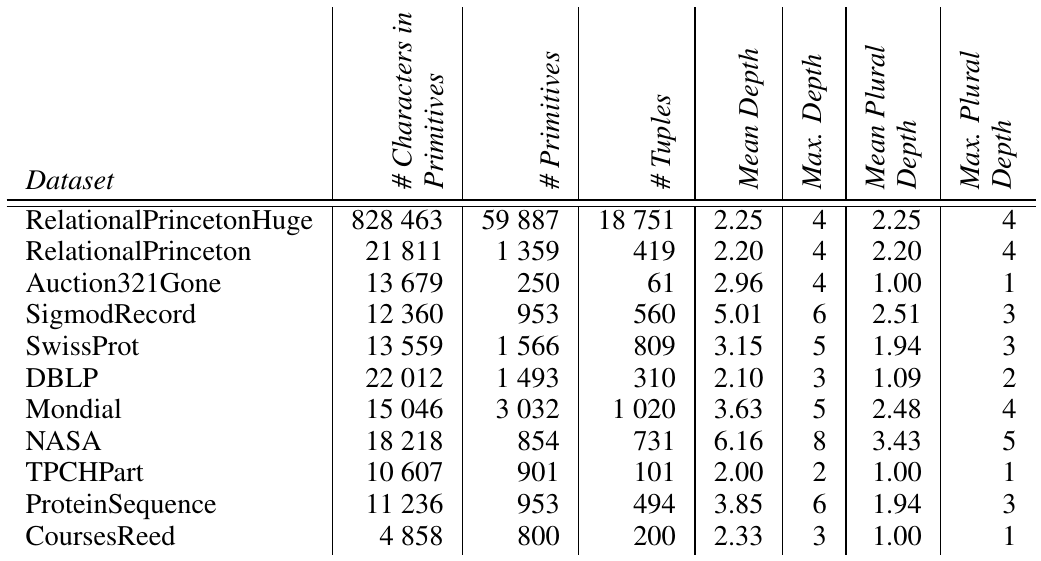 Dataset # Characters in Primitives # Primitives # Tuples Mean Depth Max. Depth Mean Plural Depth Max. Plural Depth
RelationalPrincetonHuge 828 463 59 887 18 751 2.25 4 2.25 4
RelationalPrinceton 21 811 1 359 419 2.20 4 2.20 4
Auction321Gone 13 679 250 61 2.96 4 1.00 1
SigmodRecord 12 360 953 560 5.01 6 2.51 3
SwissProt 13 559 1 566 809 3.15 5 1.94 3
DBLP 22 012 1 493 310 2.10 3 1.09 2
Mondial 15 046 3 032 1 020 3.63 5 2.48 4
NASA 18 218 854 731 6.16 8 3.43 5
TPCHPart 10 607 901 101 2.00 2 1.00 1
ProteinSequence 11 236 953 494 3.85 6 1.94 3
CoursesReed 4 858 800 200 2.33 3 1.00 1